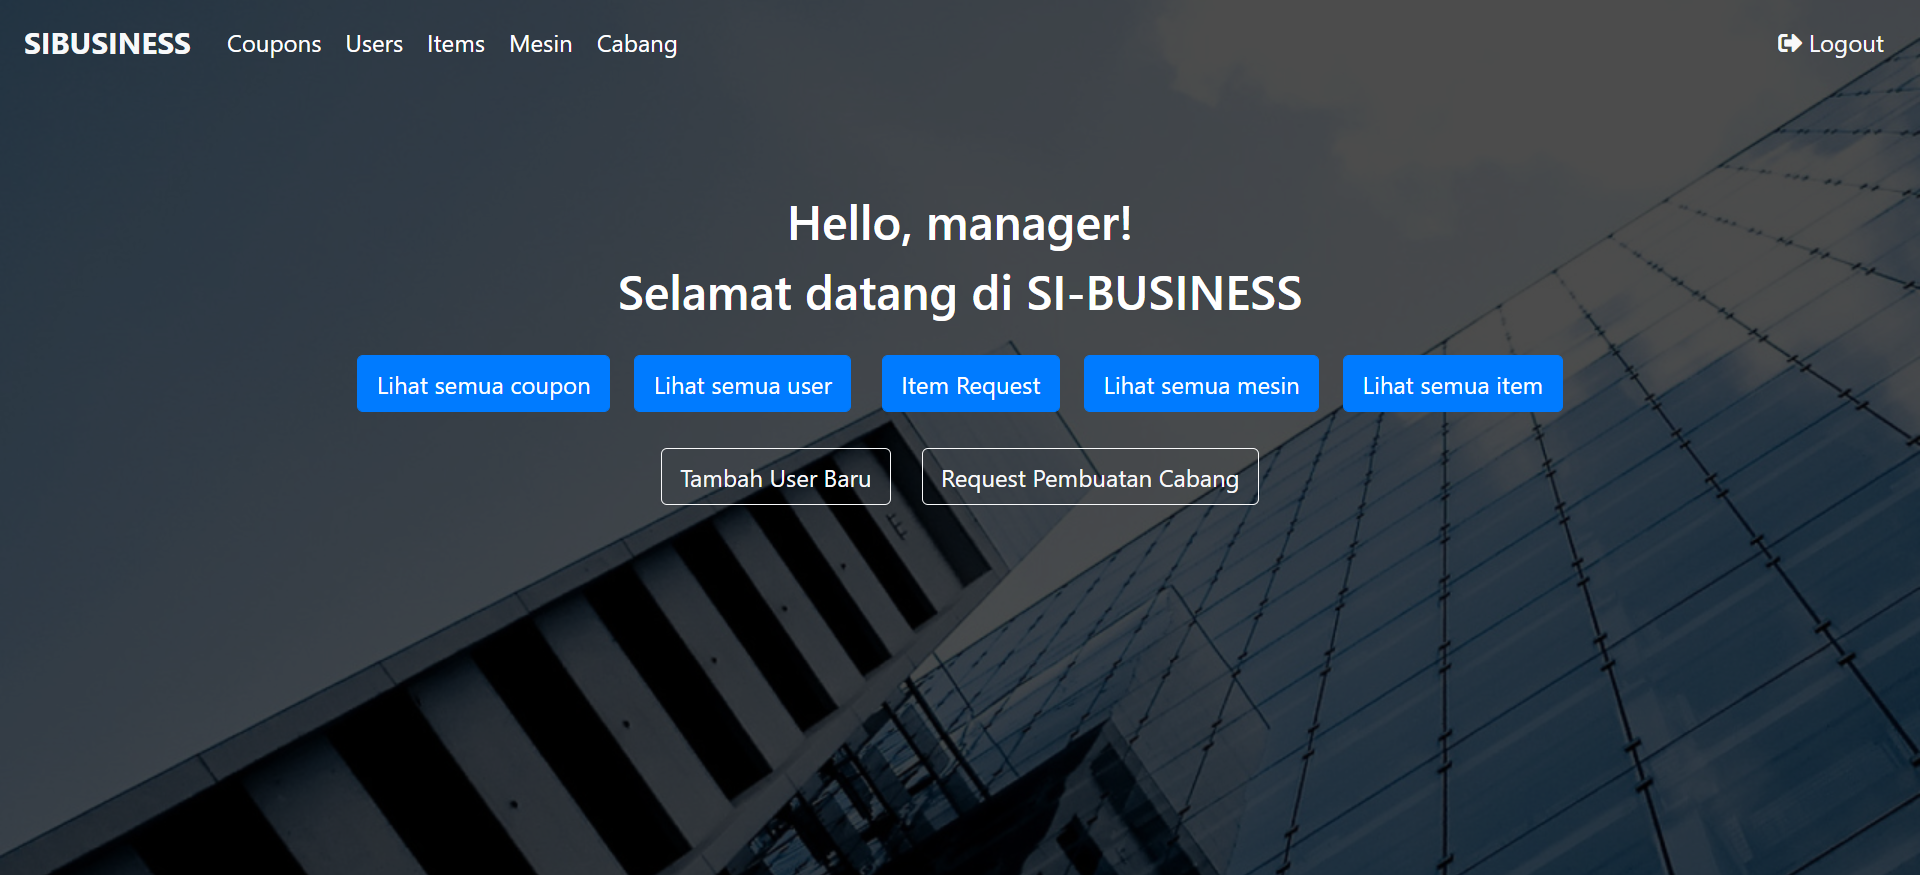 SIBUSINESS Coupons Users Items Mesin Cabang Logout
Hello, manager!
Selamat datang di SI-BUSINESS
Lihat semua coupon Lihat semua user Item Request Lihat semua mesin Lihat semua item
Tambah User Baru Request Pembuatan Cabang